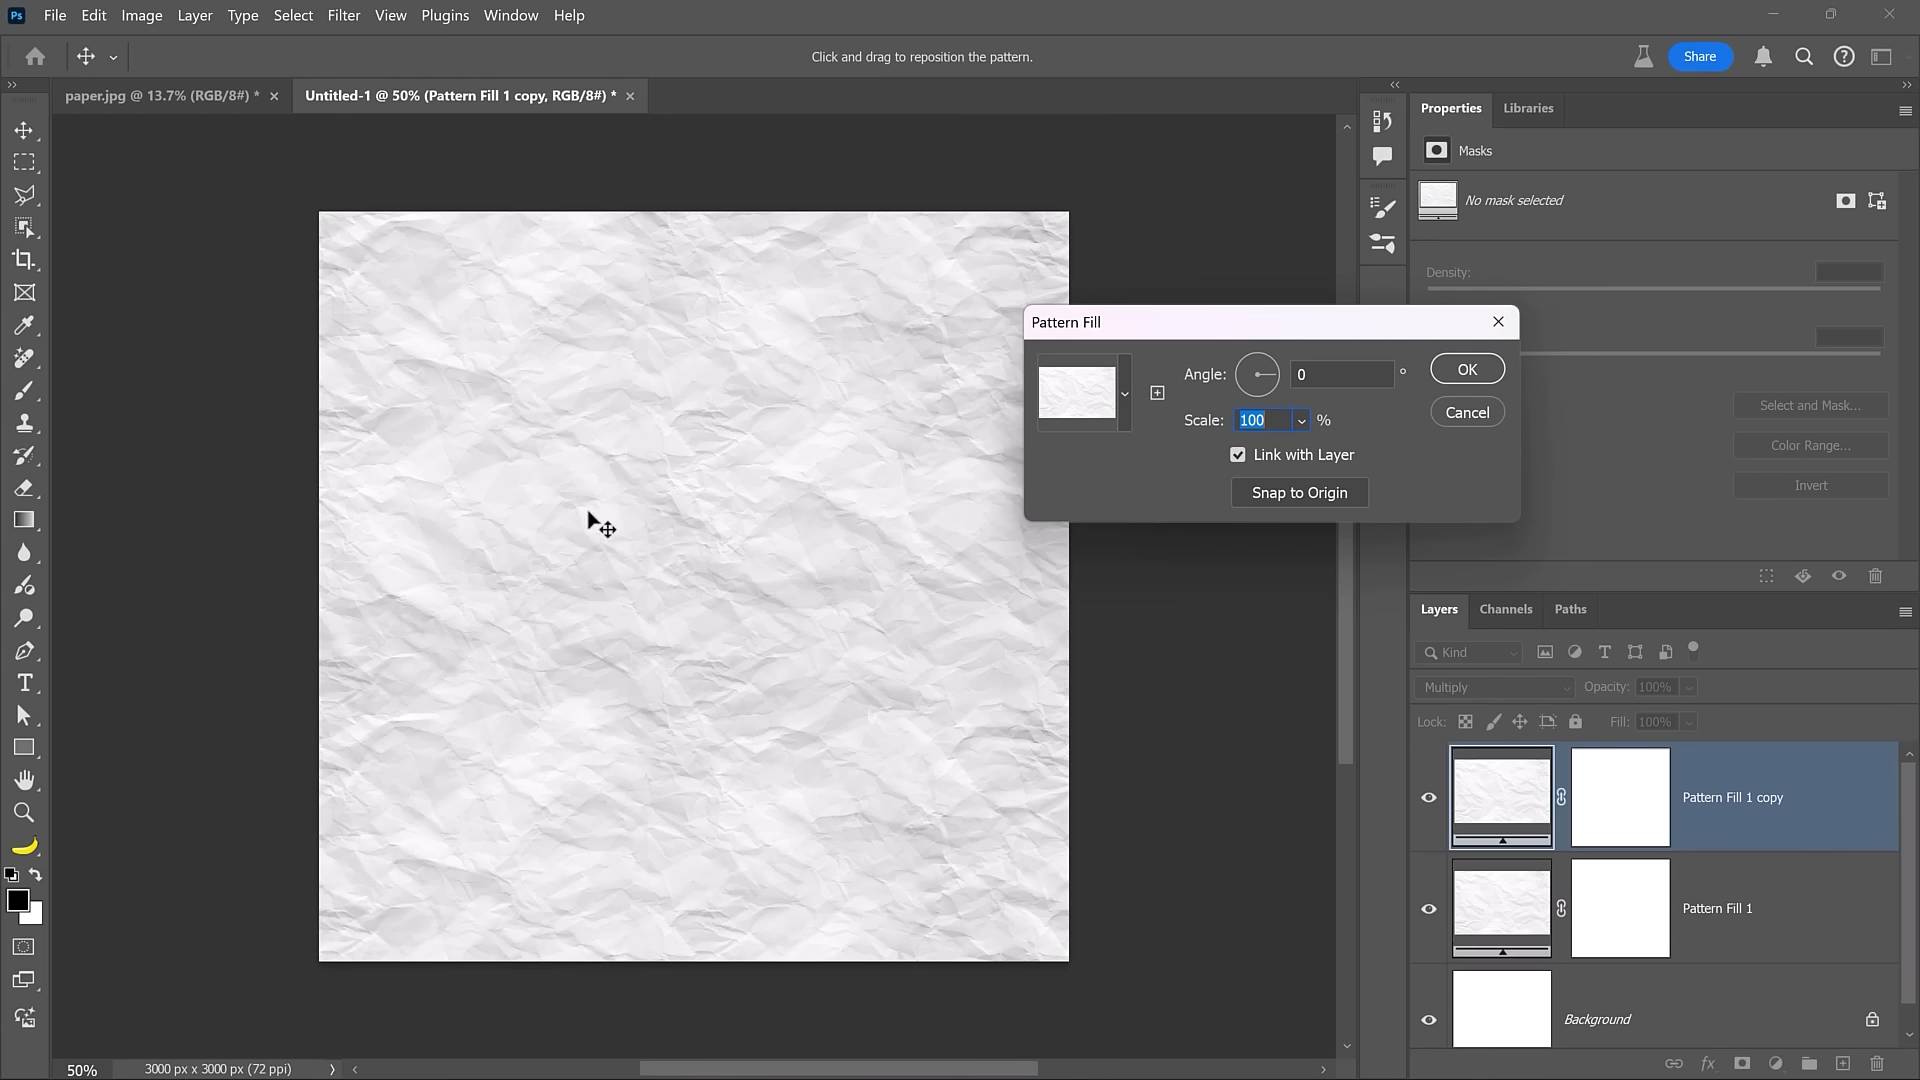 Ps File Edit Image Layer Type Select Filter View Plugins Window Help
Click and drag to reposition the pattern.
Share
paper.jpg @ 13.7% (RGB/8#) *
Untitled-1 @ 50% (Pattern Fill 1 copy, RGB/8#) *
Properties Libraries
Masks
No mask selected
Density:
Pattern Fill
Angle: 0 °
OK
Scale: 100 %
Cancel
Link with Layer
Snap to Origin
Select and Mask...
Color Range...
Invert
Layers Channels Paths
Kind
Multiply Opacity: 100%
Lock: Fill: 100%
Pattern Fill 1 copy
Pattern Fill 1
Background
fx
50% 3000 px x 3000 px (72 ppi)